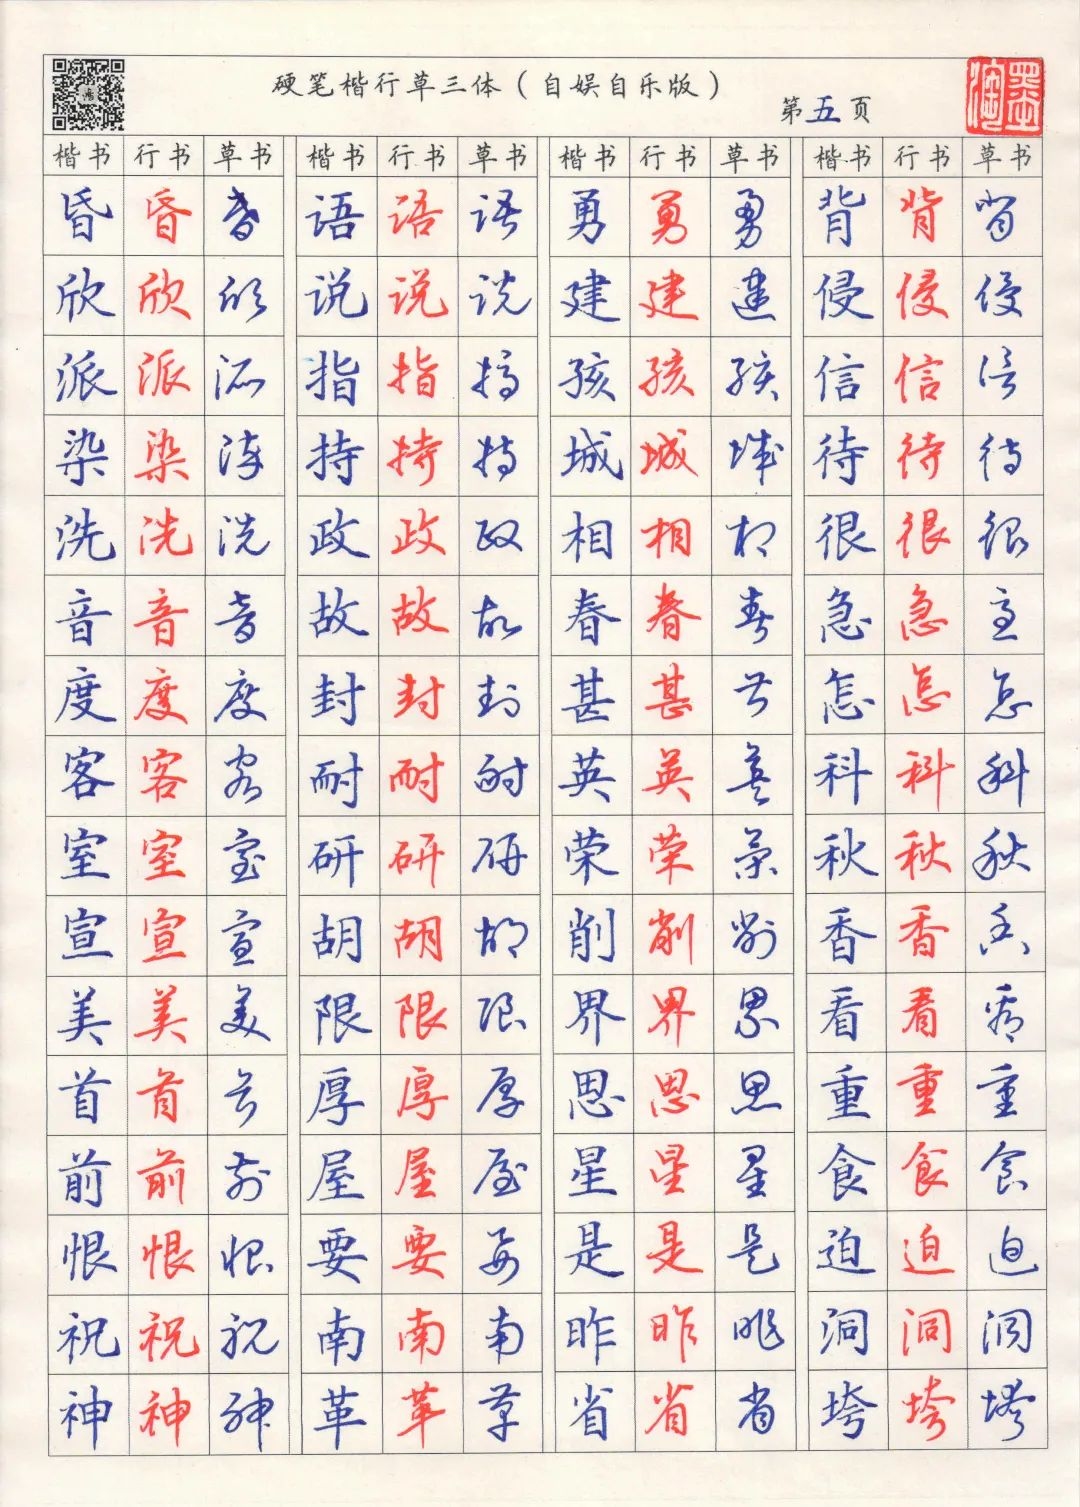 硬笔楷行草三体（自娱自乐版）
第五页
楷书 行书 草书 楷书 行书 草书 楷书 行书 草书 楷书 行书 草书
昏 昏 昏 语 语 语 勇 勇 勇 背 背 背
欣 欣 欣 说 说 说 建 建 建 侵 侵 侵
派 派 派 指 指 指 孩 孩 孩 信 信 信
染 染 染 持 持 持 城 城 城 待 待 待
洗 洗 洗 政 政 政 相 相 相 很 很 很
音 音 音 故 故 故 春 春 春 急 急 急
度 度 度 封 封 封 甚 甚 甚 怎 怎 怎
客 客 客 耐 耐 耐 英 英 英 科 科 科
室 室 室 研 研 研 荣 荣 荣 秋 秋 秋
宣 宣 宣 胡 胡 胡 削 削 削 香 香 香
美 美 美 限 限 限 界 界 界 看 看 看
首 首 首 厚 厚 厚 思 思 思 重 重 重
前 前 前 屋 屋 屋 星 星 星 食 食 食
恨 恨 恨 要 要 要 是 是 是 迫 迫 迫
祝 祝 祝 南 南 南 昨 昨 昨 洞 洞 洞
神 神 神 革 革 革 省 省 省 垮 垮 垮